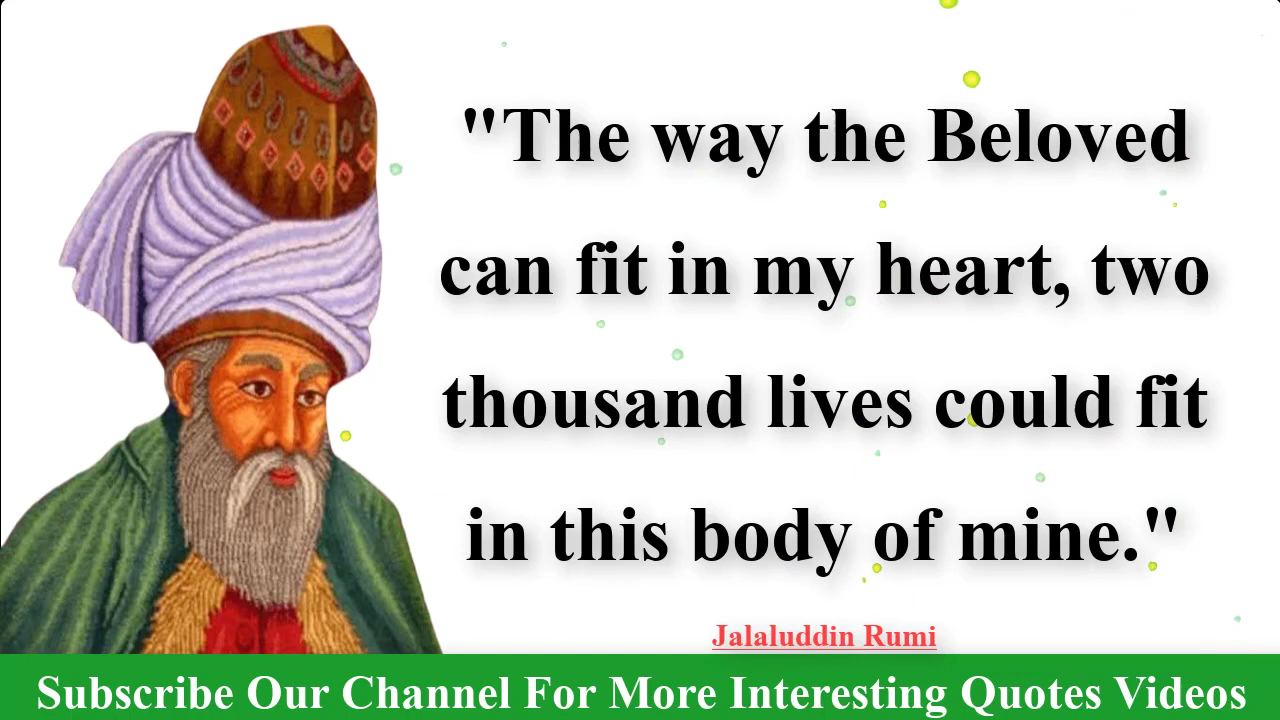 "The way the Beloved
can fit in my heart, two
thousand lives could fit
in this body of mine."
Jalaluddin Rumi
Subscribe Our Channel For More Interesting Quotes Videos